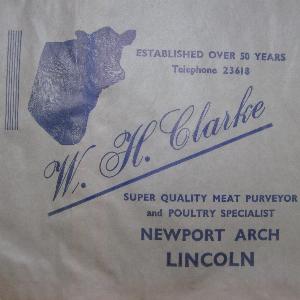 ESTABLISHED OVER 50 YEARS
Telephone 23618
W. H. Clarke
SUPER QUALITY MEAT PURVEYOR
and POULTRY SPECIALIST
NEWPORT ARCH
LINCOLN